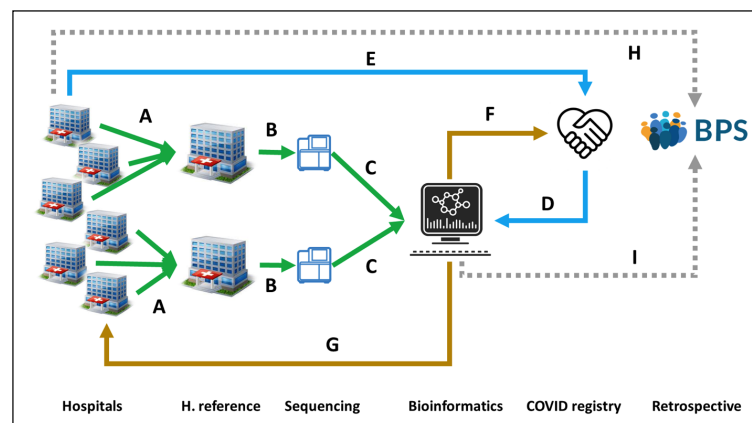 H
E
A
B
F
C
BPS
D
B
C
I
A
G
Hospitals H. reference Sequencing Bioinformatics COVID registry Retrospective